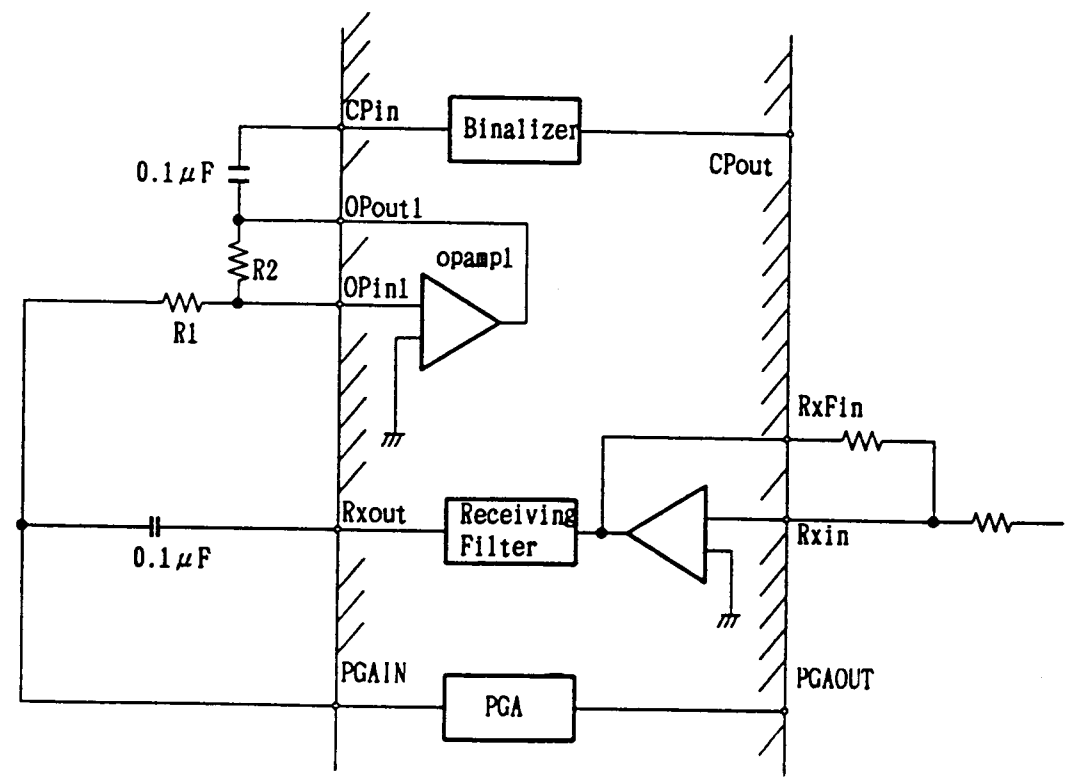 CPin
Binalizer
0.1μF
CPout
OPout1
opamp1
R2
OPin1
R1
RxFin
Rxout
Receiving
Filter
Rxin
0.1μF
PGAIN
PGAOUT
PGA